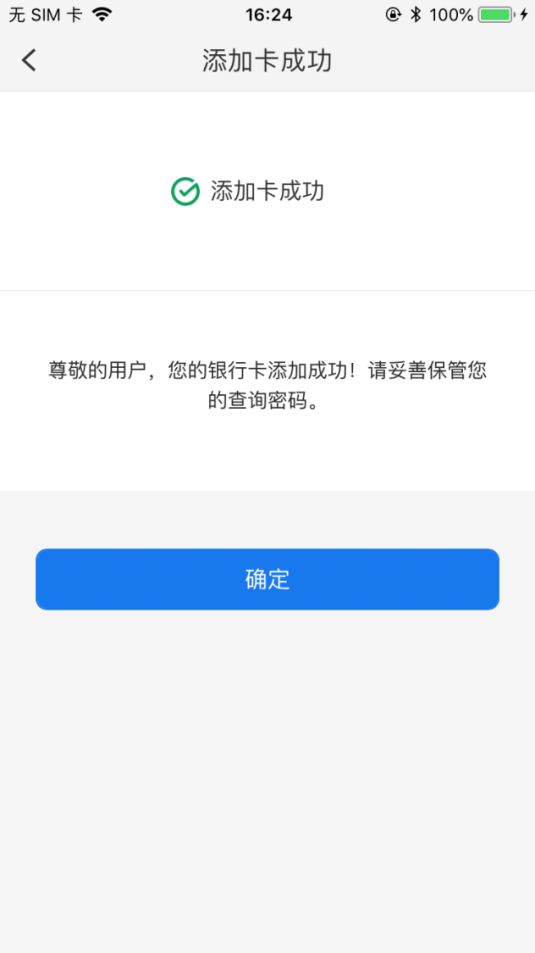 无 SIM 卡 16:24 100%
添加卡成功
添加卡成功
尊敬的用户，您的银行卡添加成功！请妥善保管您
的查询密码。
确定